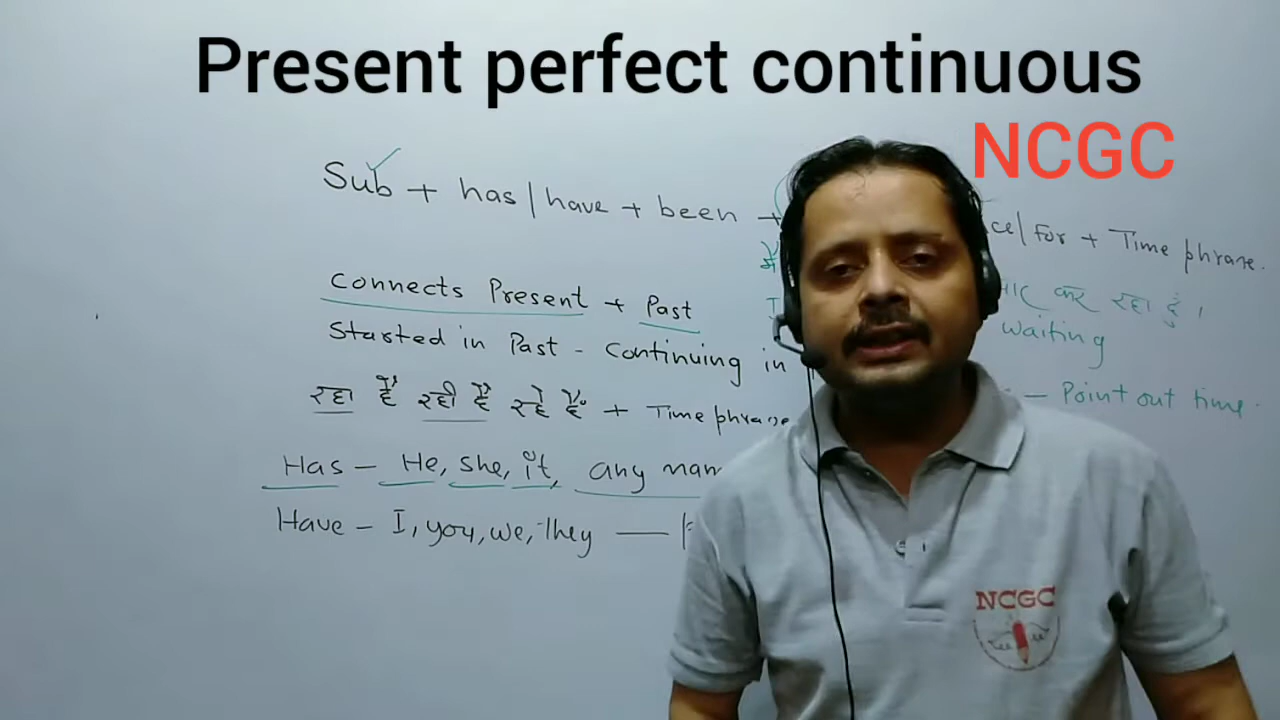 Present perfect continuous
NCGC
Sub + has/have + been + /For + Time phrase.
Connects Present + Past
Started in Past - Continuing in
कर रहा हूँ ।
waiting
रहा है रही है रहे हैं + Time phrase
— Point out time.
Has - He, she, it, any
Have - I, you, we, They —
NCGC